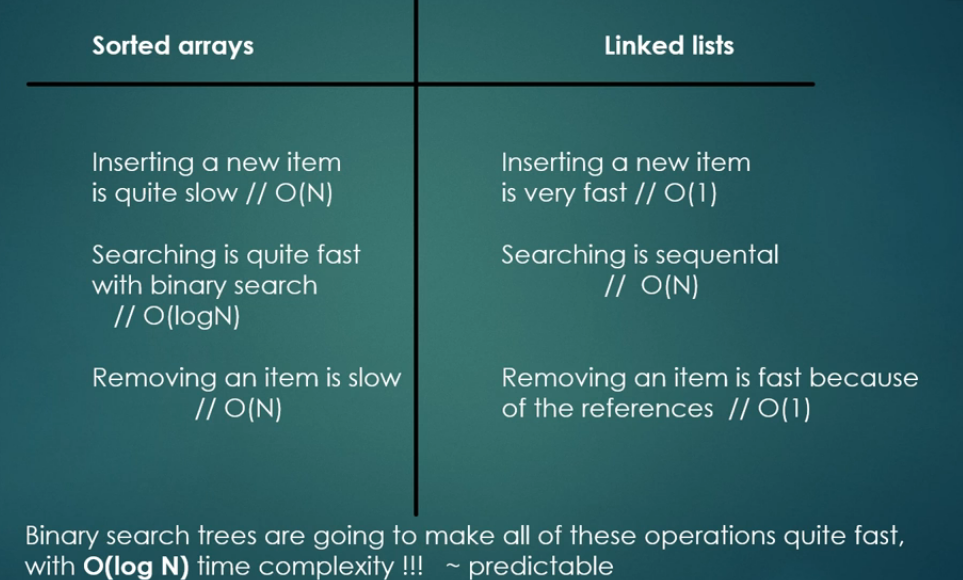 Sorted arrays
Linked lists
Inserting a new item
is quite slow // O(N)
Searching is quite fast
with binary search
// O(logN)
Removing an item is slow
// O(N)
Inserting a new item
is very fast // O(1)
Searching is sequental
// O(N)
Removing an item is fast because
of the references // O(1)
Binary search trees are going to make all of these operations quite fast,
with O(log N) time complexity !!! ~ predictable